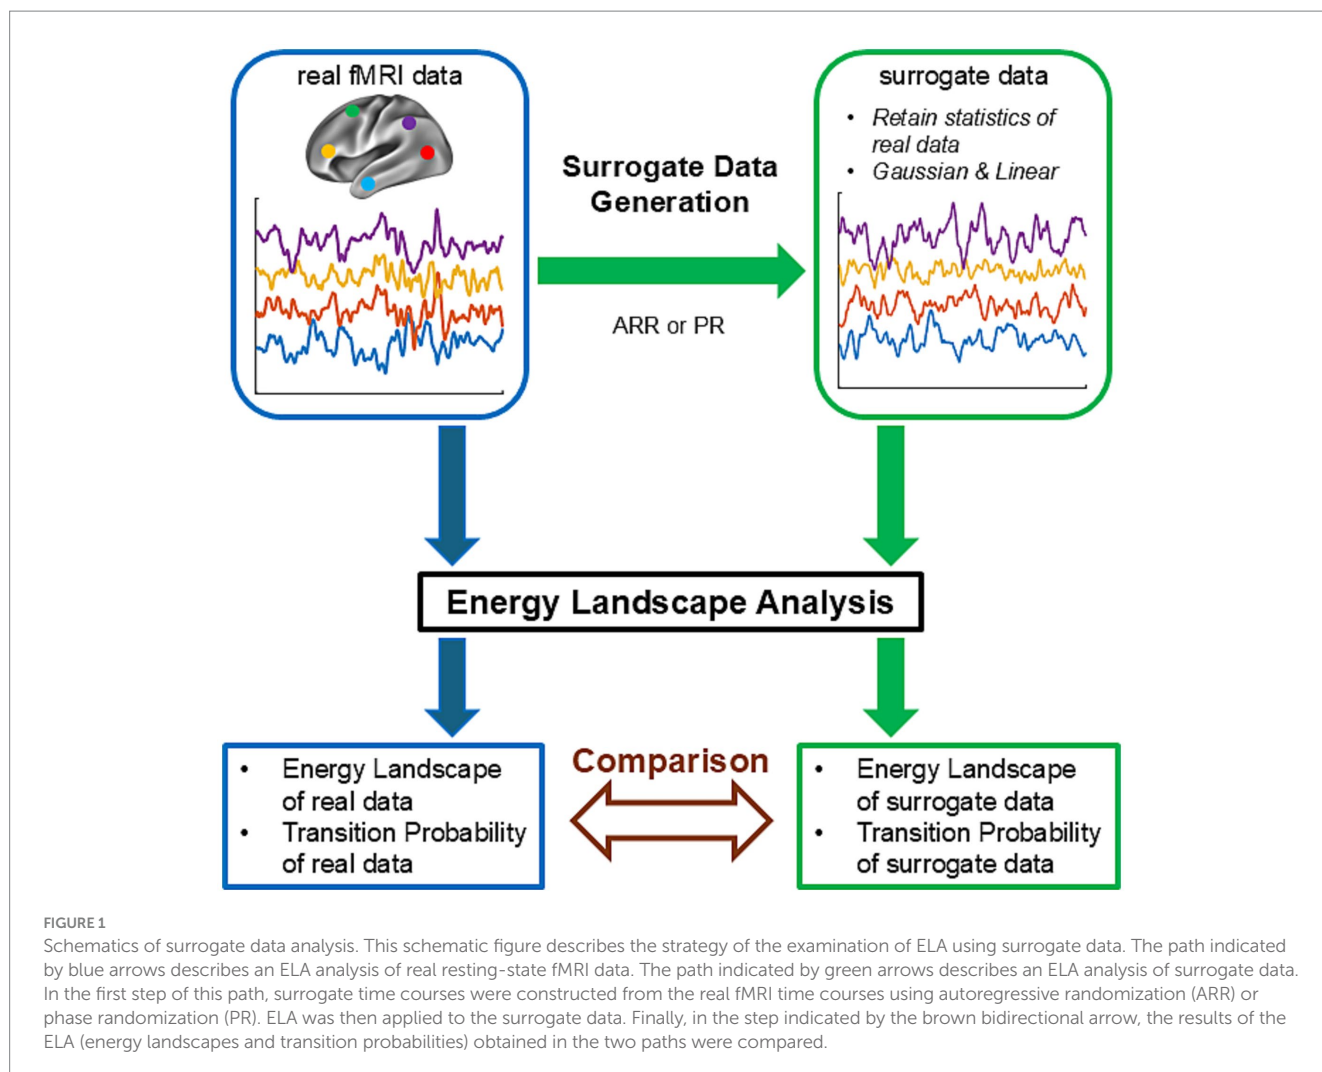 real fMRI data
surrogate data
• Retain statistics of
real data
• Gaussian & Linear
Surrogate Data
Generation
ARR or PR
Energy Landscape Analysis
• Energy Landscape
of real data
• Transition Probability
of real data
Comparison
• Energy Landscape
of surrogate data
• Transition Probability
of surrogate data
FIGURE 1
Schematics of surrogate data analysis. This schematic figure describes the strategy of the examination of ELA using surrogate data. The path indicated
by blue arrows describes an ELA analysis of real resting-state fMRI data. The path indicated by green arrows describes an ELA analysis of surrogate data.
In the first step of this path, surrogate time courses were constructed from the real fMRI time courses using autoregressive randomization (ARR) or
phase randomization (PR). ELA was then applied to the surrogate data. Finally, in the step indicated by the brown bidirectional arrow, the results of the
ELA (energy landscapes and transition probabilities) obtained in the two paths were compared.